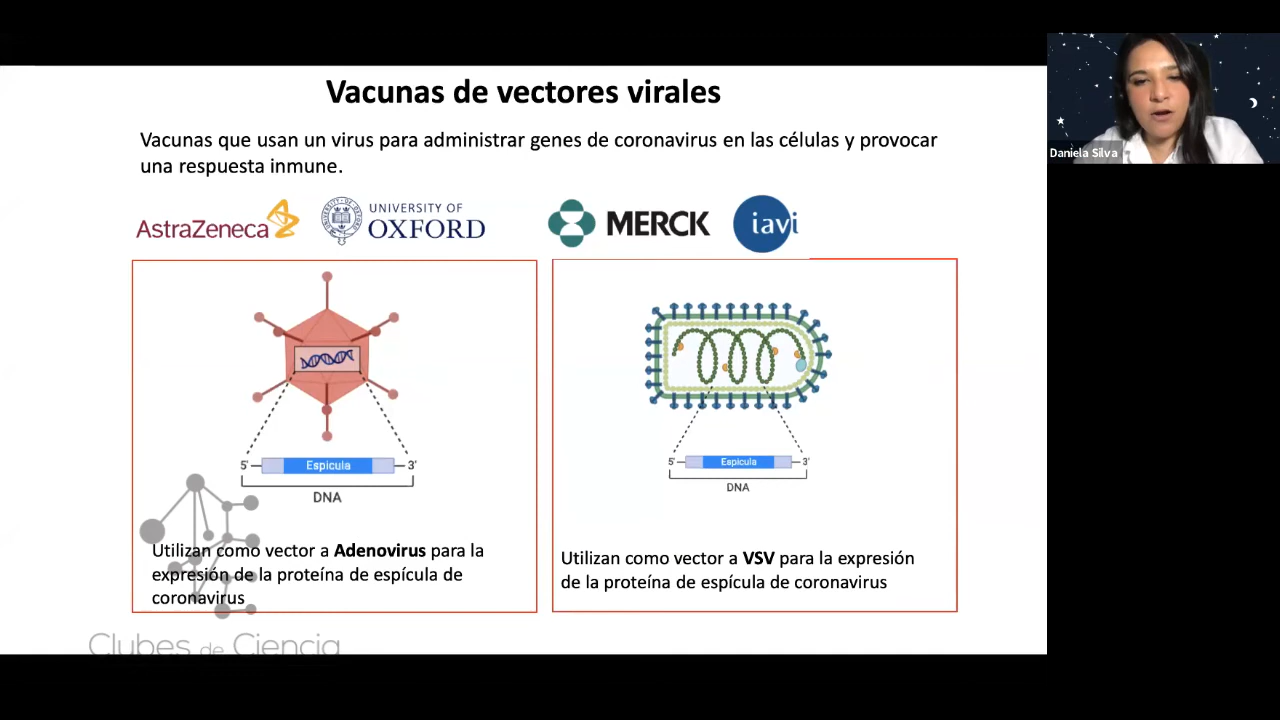 Vacunas de vectores virales
Vacunas que usan un virus para administrar genes de coronavirus en las células y provocar
una respuesta inmune.
AstraZeneca
UNIVERSITY OF
OXFORD
MERCK
iavi
5' Espícula 3'
DNA
Utilizan como vector a Adenovirus para la
expresión de la proteína de espícula de
coronavirus
5' Espícula 3'
DNA
Utilizan como vector a VSV para la expresión
de la proteína de espícula de coronavirus
Clubes de Ciencia
Daniela Silva